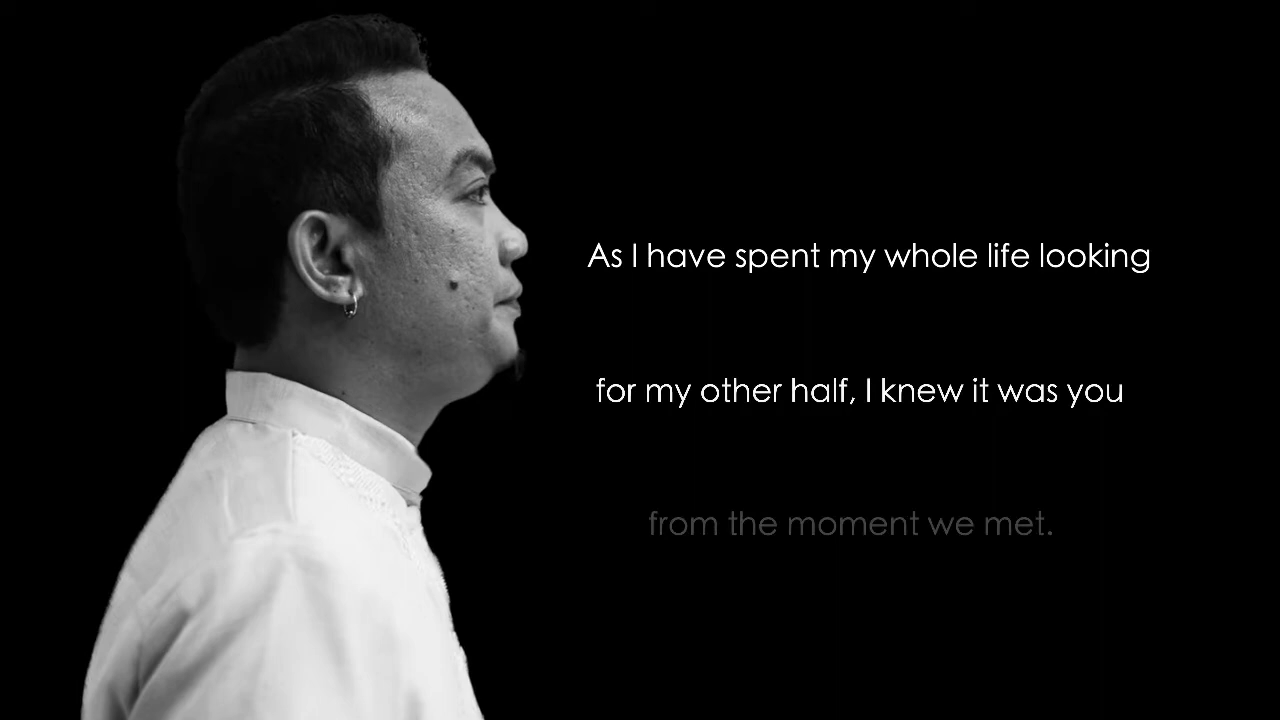 As I have spent my whole life looking
for my other half, I knew it was you
from the moment we met.